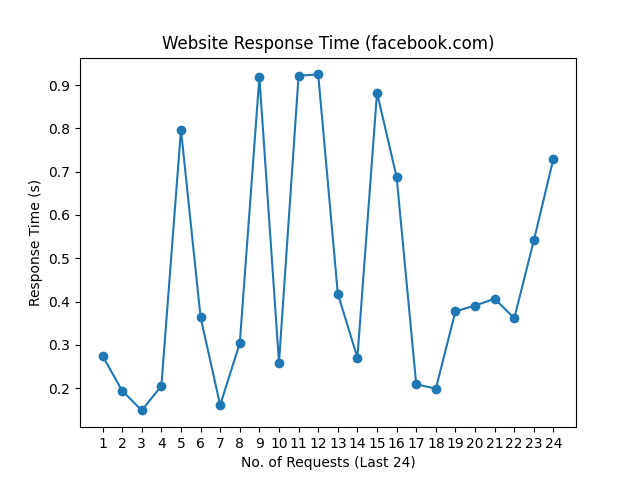 Website Response Time (facebook.com)
Response Time (s)
0.9
0.8
0.7
0.6
0.5
0.4
0.3
0.2
1 2 3 4 5 6 7 8 9 10 11 12 13 14 15 16 17 18 19 20 21 22 23 24
No. of Requests (Last 24)